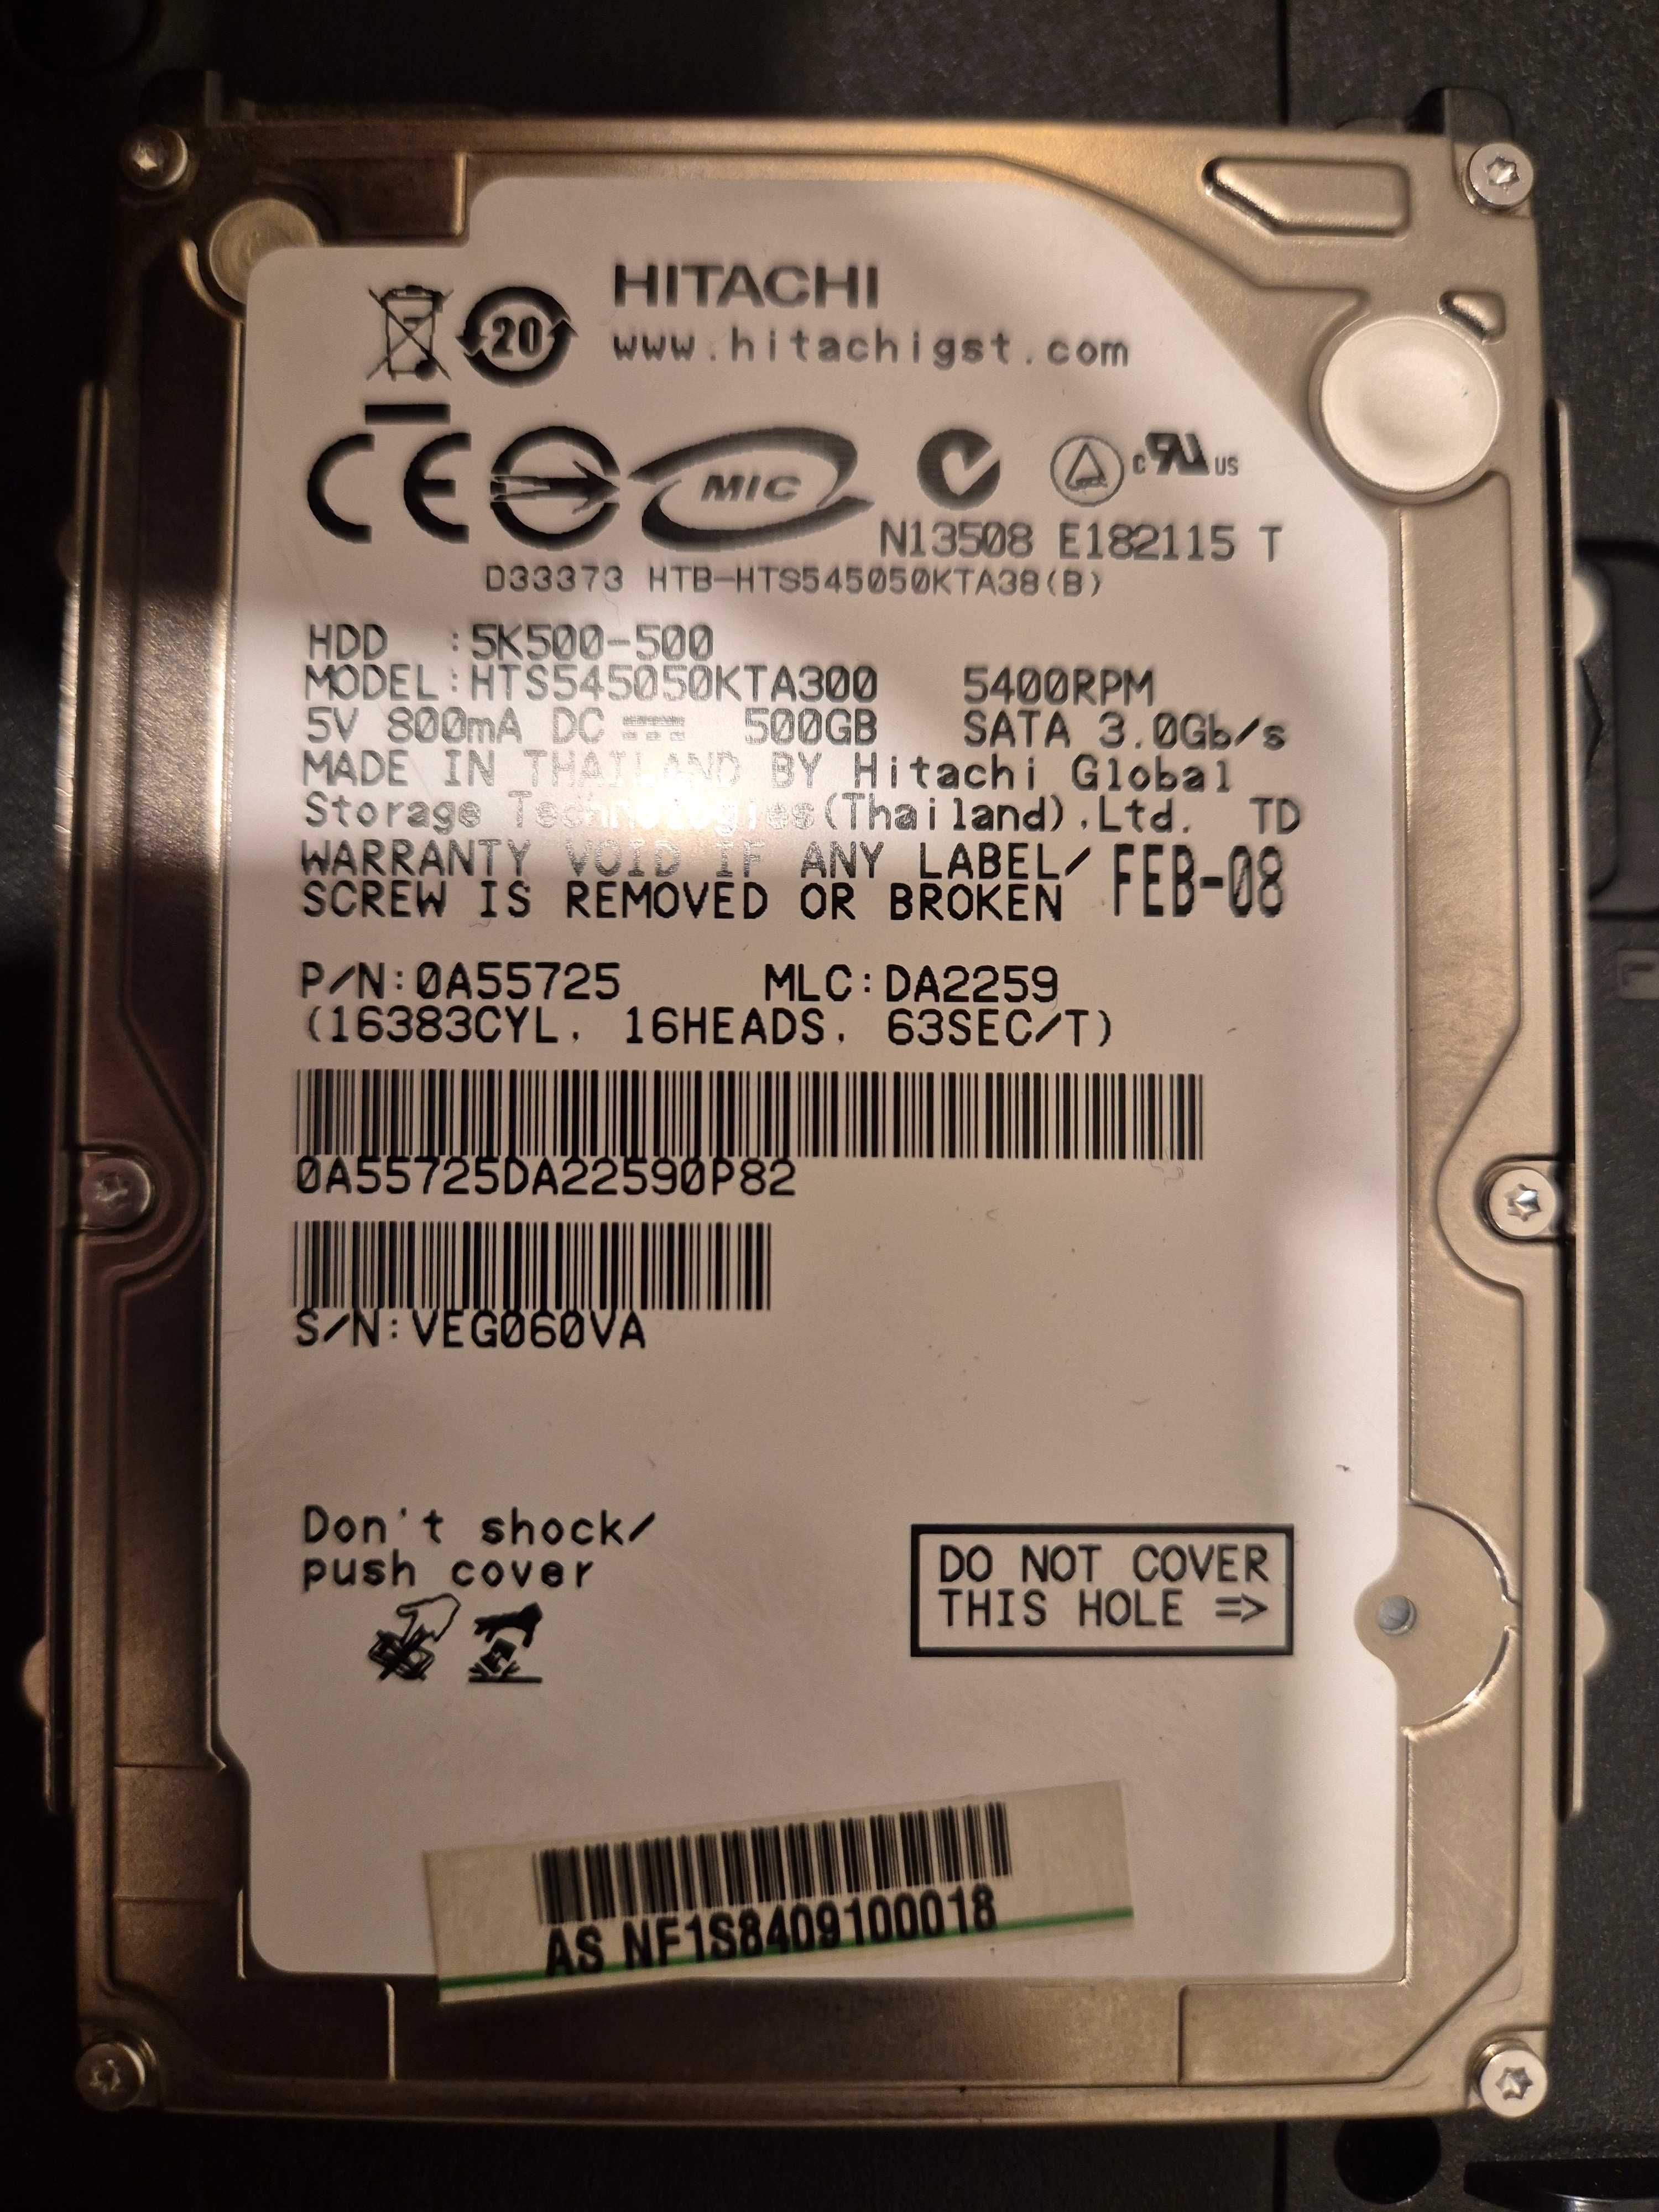 HITACHI
20
www.hitachigst.com
CE
MIC
c RU US
N13508 E182115 T
D33373 HTB-HTS545050KTA38(B)
HDD :5K500-500
MODEL:HTS545050KTA300 5400RPM
5V 800mA DC 500GB SATA 3.0Gb/s
MADE IN THAILAND BY Hitachi Global
Storage Technologies(Thailand).Ltd. TD
WARRANTY VOID IF ANY LABEL/
SCREW IS REMOVED OR BROKEN FEB-08
P/N:0A55725 MLC:DA2259
(16383CYL. 16HEADS. 63SEC/T)
0A55725DA22590P82
S/N:VEG060VA
Don't shock/
push cover
DO NOT COVER
THIS HOLE =>
AS NF1S8409100018